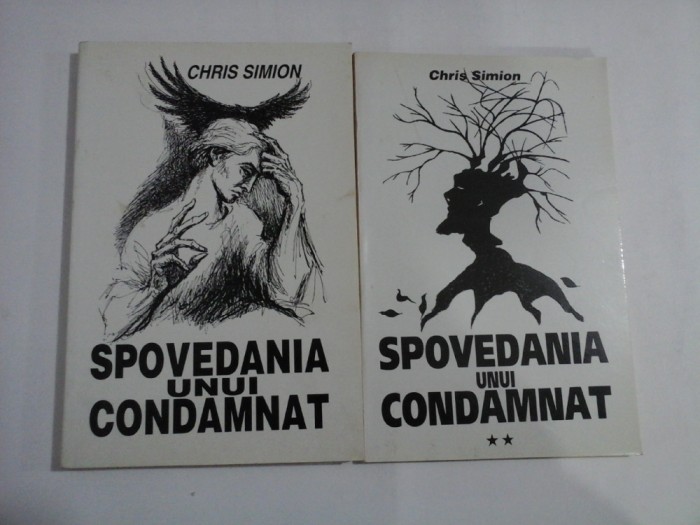 CHRIS SIMION
SPOVEDANIA
UNUI
CONDAMNAT
Chris Simion
SPOVEDANIA
UNUI
CONDAMNAT
★★